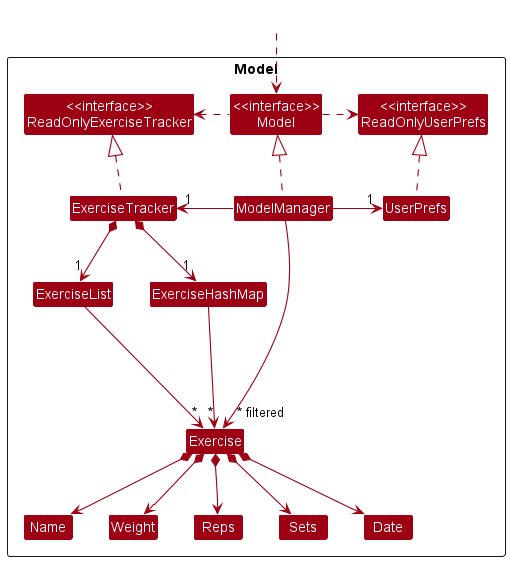 Model
<<interface>>
ReadOnlyExerciseTracker
<<interface>>
Model
<<interface>>
ReadOnlyUserPrefs
ExerciseTracker
1
ModelManager
1
UserPrefs
1
1
ExerciseList
ExerciseHashMap
*
*
* filtered
Exercise
Name
Weight
Reps
Sets
Date